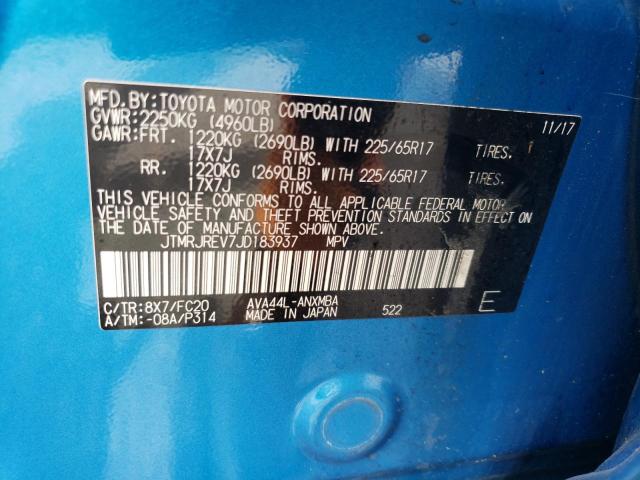 MFD.BY:TOYOTA MOTOR CORPORATION 11/17
GVWR:2250KG (4960LB)
GAWR:FRT. 1220KG (2690LB) WITH 225/65R17 TIRES.
17X7J RIMS.
RR. 1220KG (2690LB) WITH 225/65R17 TIRES.
17X7J RIMS.
THIS VEHICLE CONFORMS TO ALL APPLICABLE FEDERAL MOTOR
VEHICLE SAFETY AND THEFT PREVENTION STANDARDS IN EFFECT ON
THE DATE OF MANUFACTURE SHOWN ABOVE.
JTMRJREV7JD183937 MPV
C/TR:8X7/FC20 AVA44L-ANXMBA
A/TM:-08A/P314 MADE IN JAPAN 522 E